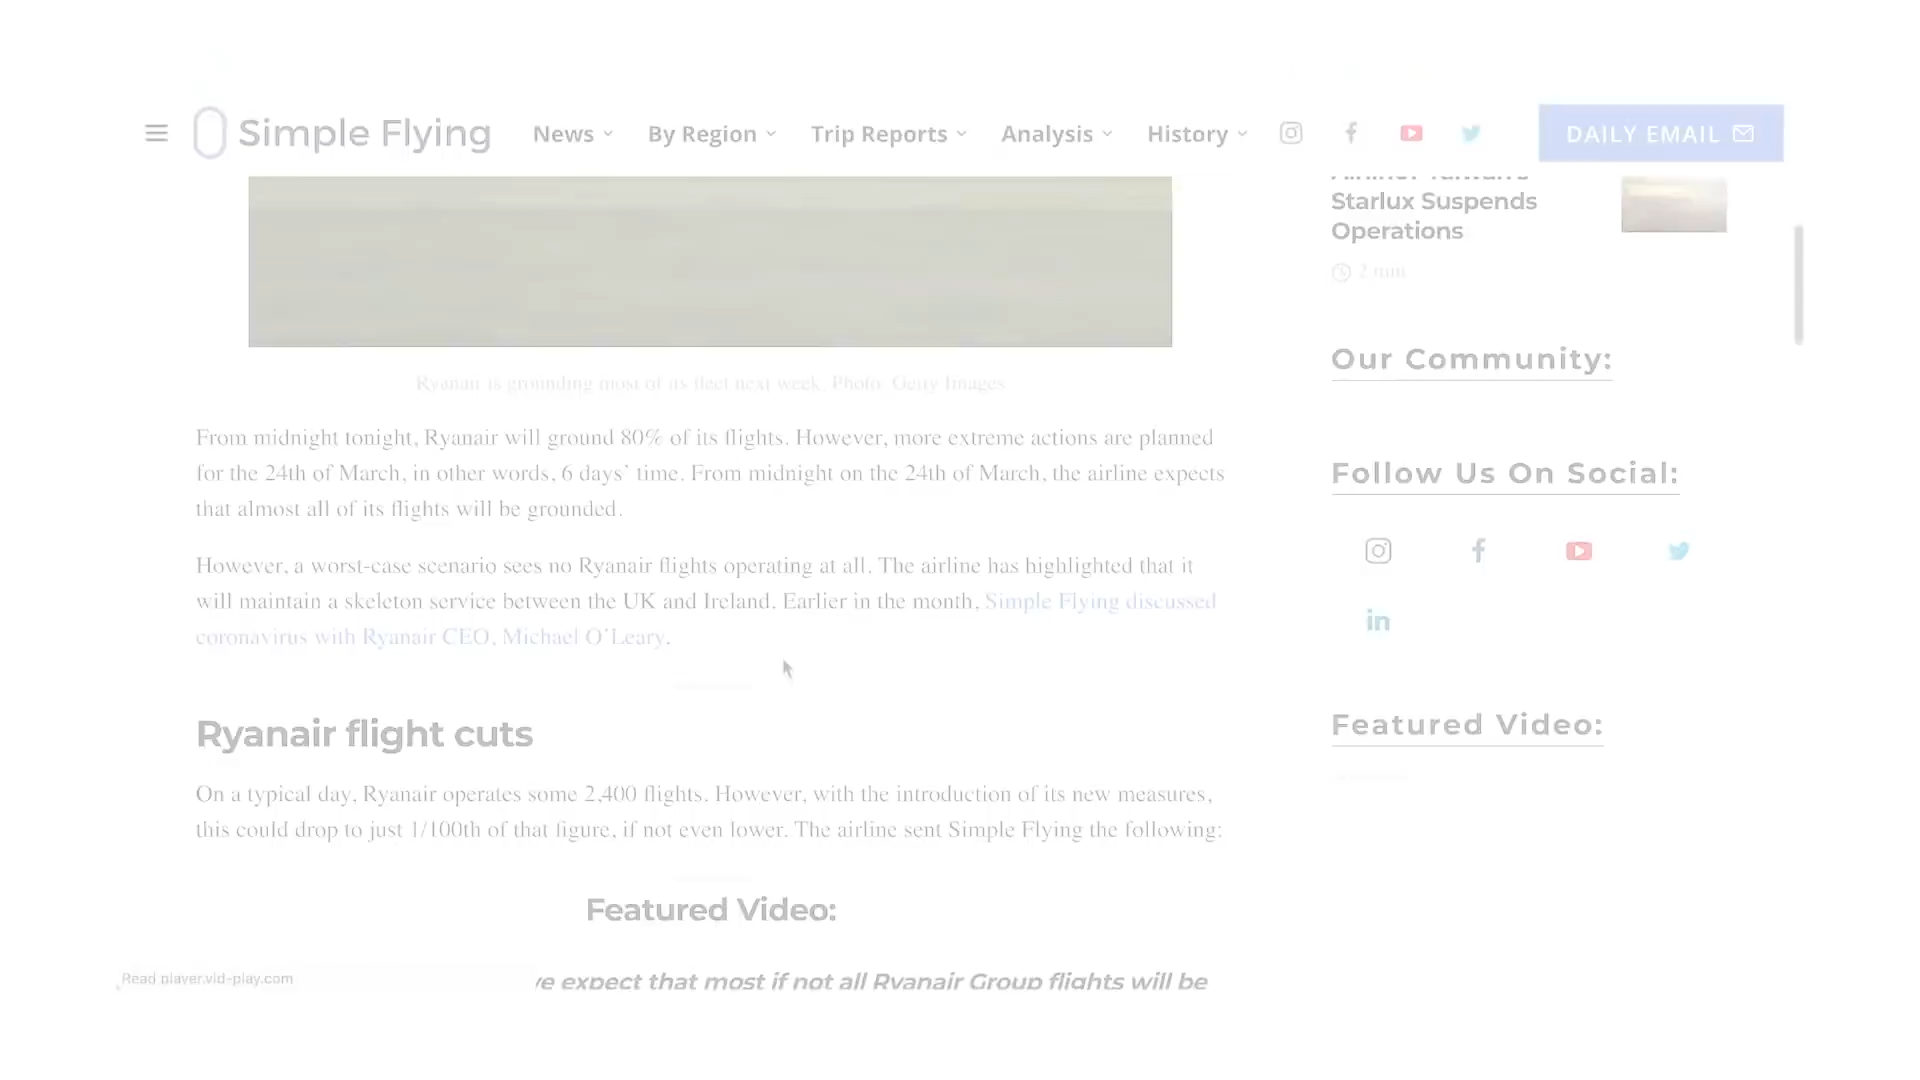 Simple Flying
News
By Region
Trip Reports
Analysis
History
DAILY EMAIL
Starlux Suspends
Operations
2 min
Our Community:
Ryanair is grounding most of its fleet next week. Photo: Getty Images
From midnight tonight, Ryanair will ground 80% of its flights. However, more extreme actions are planned
for the 24th of March, in other words, 6 days' time. From midnight on the 24th of March, the airline expects
that almost all of its flights will be grounded.
Follow Us On Social:
However, a worst-case scenario sees no Ryanair flights operating at all. The airline has highlighted that it
will maintain a skeleton service between the UK and Ireland. Earlier in the month, Simple Flying discussed
coronavirus with Ryanair CEO, Michael O'Leary.
Ryanair flight cuts
Featured Video:
On a typical day, Ryanair operates some 2,400 flights. However, with the introduction of its new measures,
this could drop to just 1/100th of that figure, if not even lower. The airline sent Simple Flying the following:
Featured Video:
Read player.vid-play.com
expect that most if not all Ryanair Group flights will be